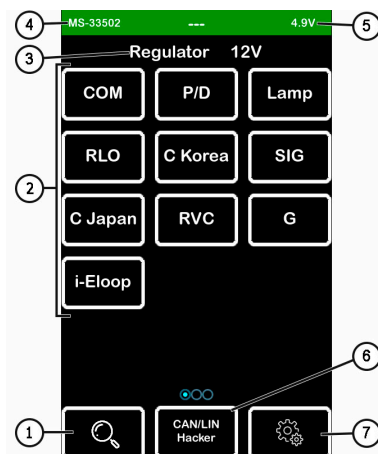 MS-33502 --- 4.9V
Regulator 12V
COM P/D Lamp
RLO C Korea SIG
C Japan RVC G
i-Eloop
CAN/LIN
Hacker
4
3
2
1
5
6
7